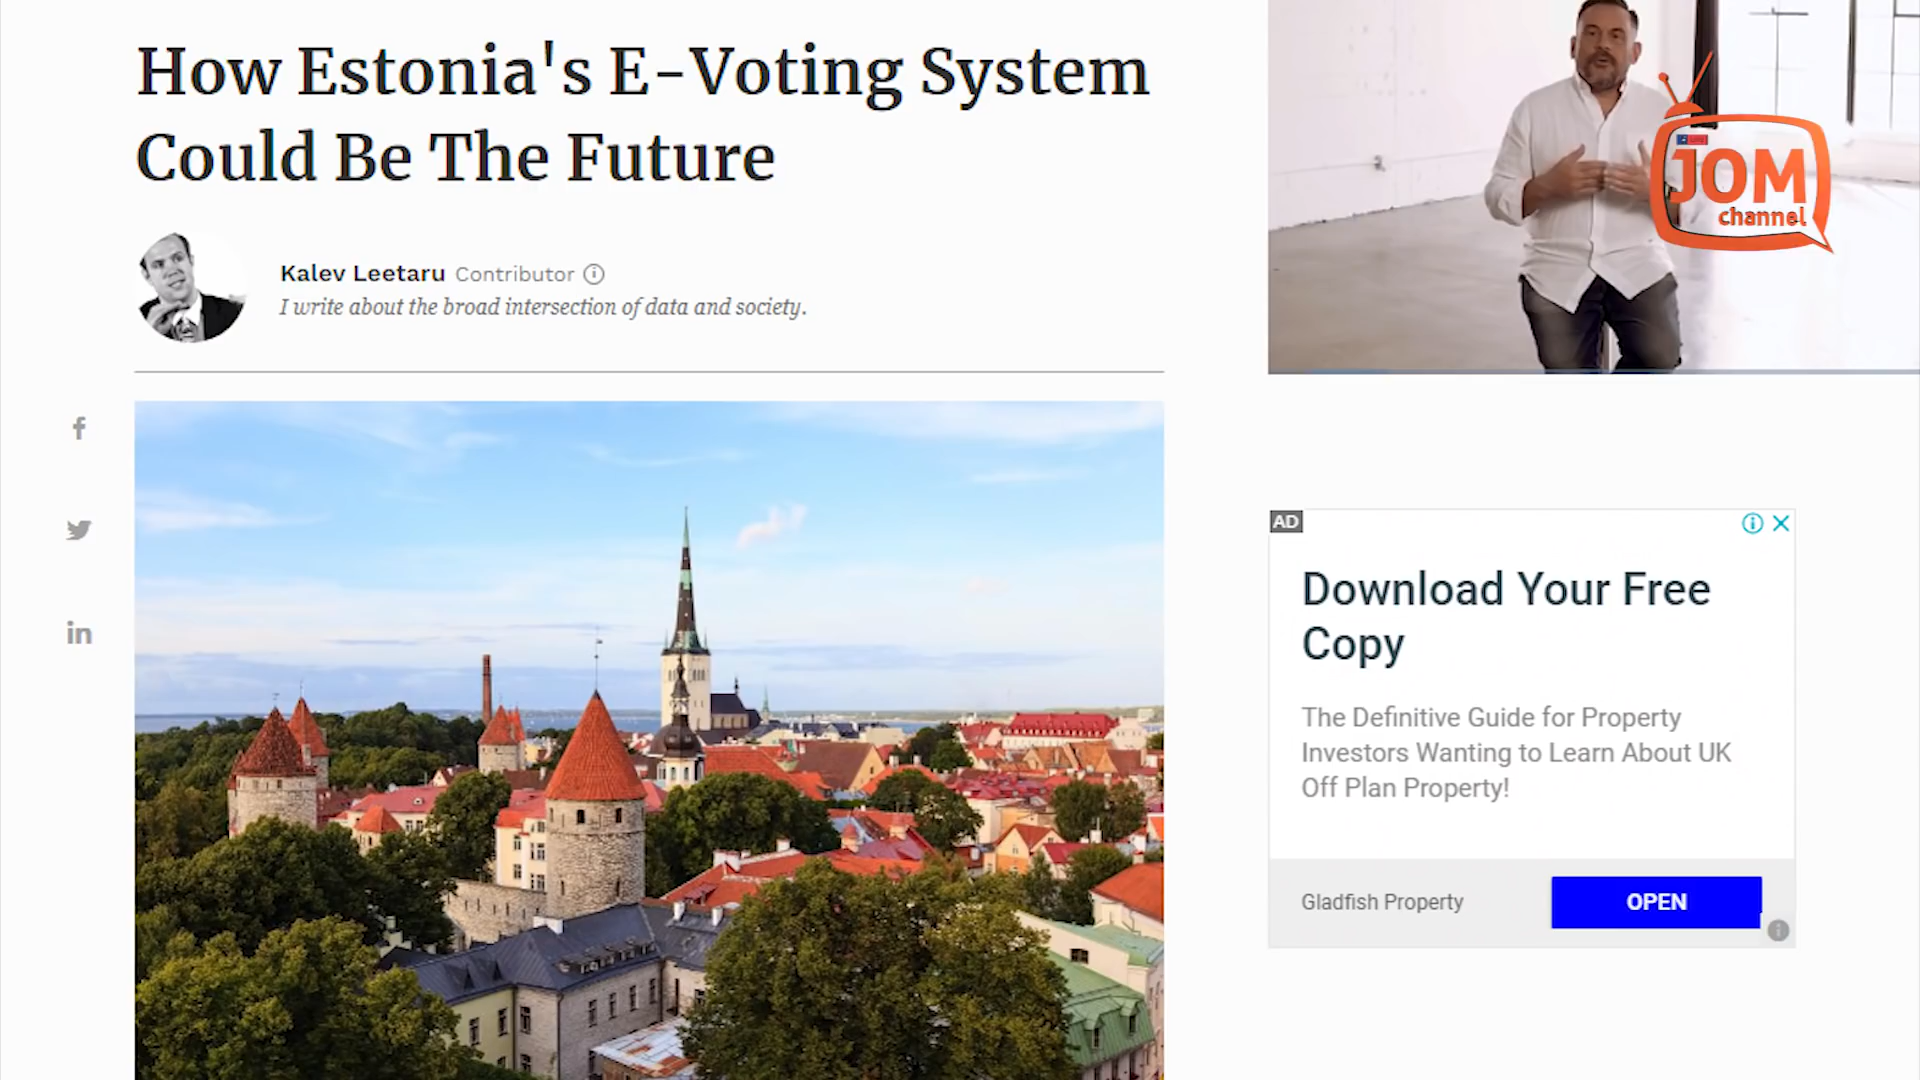 How Estonia's E-Voting System
Could Be The Future
Kalev Leetaru Contributor
I write about the broad intersection of data and society.
JOM
channel
AD
Download Your Free
Copy
The Definitive Guide for Property
Investors Wanting to Learn About UK
Off Plan Property!
Gladfish Property
OPEN